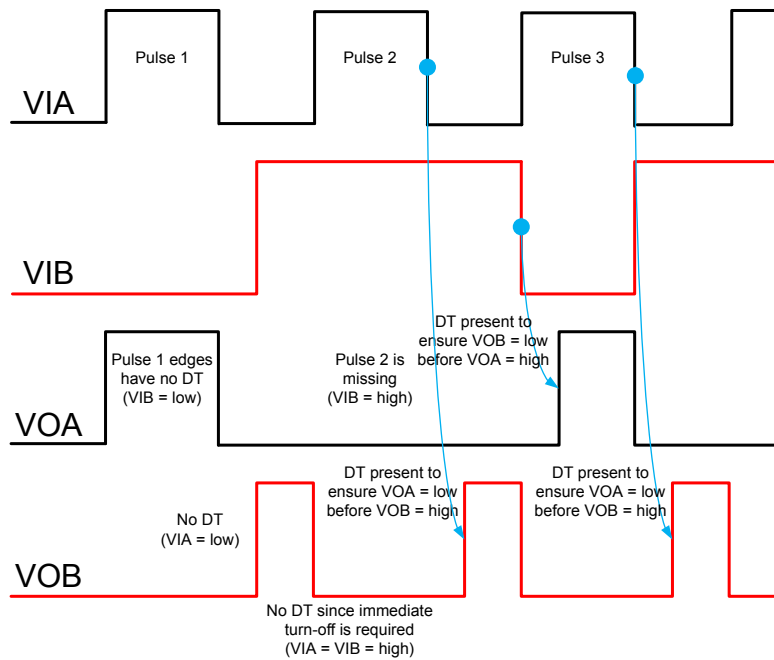 Pulse 1
Pulse 2
Pulse 3
VIA
VIB
DT present to
ensure VOB = low
before VOA = high
Pulse 1 edges
have no DT
(VIB = low)
Pulse 2 is
missing
(VIB = high)
VOA
DT present to
ensure VOA = low
before VOB = high
DT present to
ensure VOA = low
before VOB = high
No DT
(VIA = low)
VOB
No DT since immediate
turn-off is required
(VIA = VIB = high)